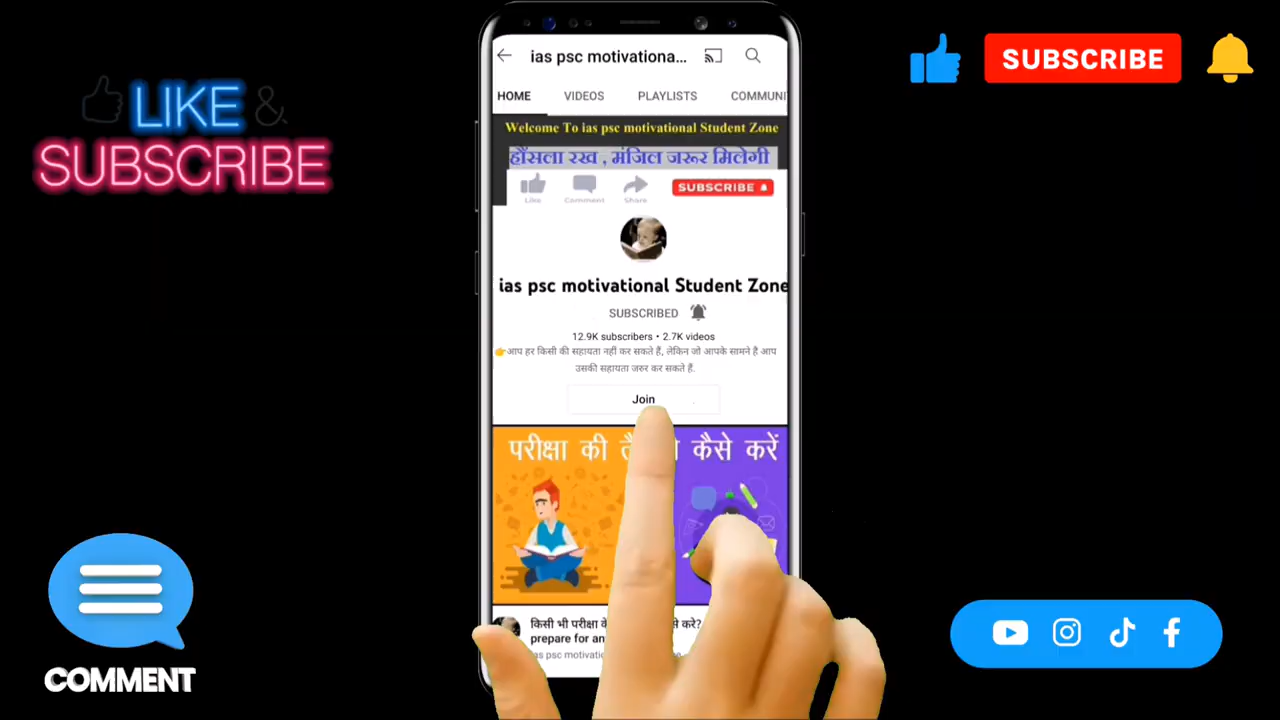 LIKE &
SUBSCRIBE
SUBSCRIBE
ias psc motivationa...
HOME VIDEOS PLAYLISTS COMMUNI
Welcome To ias psc motivational Student Zone
हौंसला रख , मंजिल जरूर मिलेगी
Like Comment Share SUBSCRIBE
ias psc motivational Student Zone
SUBSCRIBED
12.9K subscribers • 2.7K videos
👉आप हर किसी की सहायता नहीं कर सकते हैं, लेकिन जो आपके सामने है आप
उसकी सहायता जरुर कर सकते हैं.
Join
परीक्षा की कैसे करें
किसी भी परीक्षा से करे?
prepare for an
ias psc motivationa
COMMENT